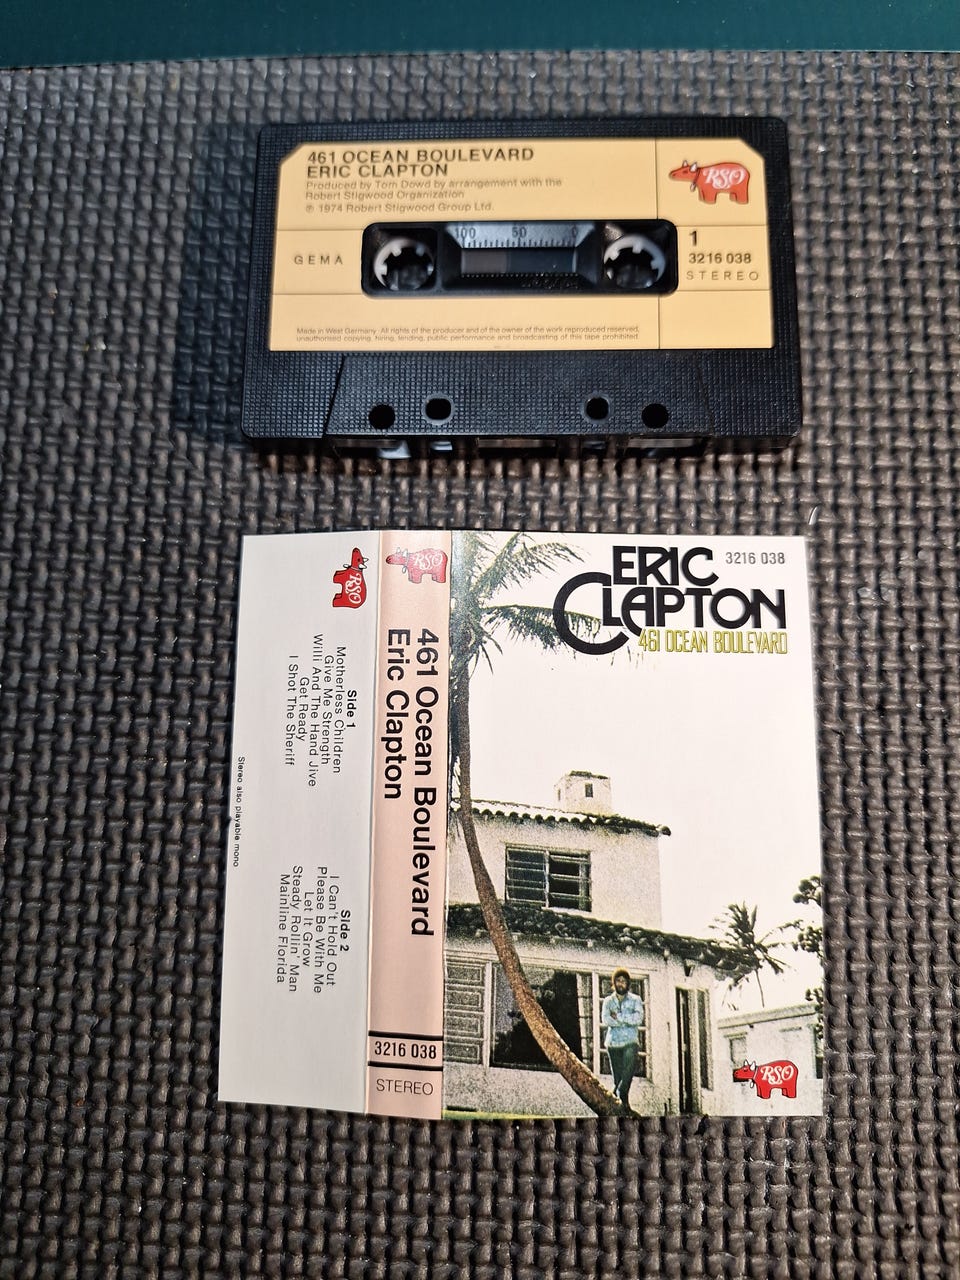 461 OCEAN BOULEVARD
ERIC CLAPTON
Produced by Tom Dowd by arrangement with the
Robert Stigwood Organization
℗ 1974 Robert Stigwood Group Ltd.
RSO
100 50 0
GEMA
1
3216 038
STEREO
Made in West Germany · All rights of the producer and of the owner of the work reproduced reserved,
unauthorised copying, hiring, lending, public performance and broadcasting of this tape prohibited.
RSO
Side 1
Motherless Children
Give Me Strength
Willi And The Hand Jive
Get Ready
I Shot The Sheriff
Side 2
I Can't Hold Out
Please Be With Me
Let It Grow
Steady Rollin' Man
Mainline Florida
Stereo also playable mono
RSO
461 Ocean Boulevard
Eric Clapton
3216 038
STEREO
ERIC
CLAPTON
3216 038
461 OCEAN BOULEVARD
RSO